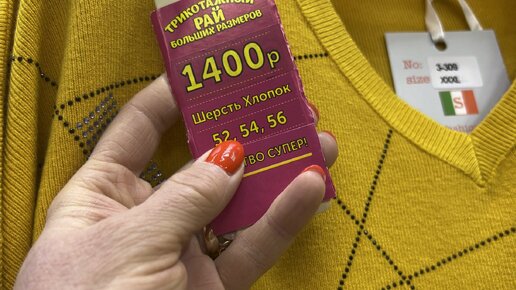 ТРИКОТАЖНЫЙ
РАЙ
БОЛЬШИХ РАЗМЕРОВ
1400р
Шерсть Хлопок
52, 54, 56
СУПЕР!
No: 3-309
size XXXL
S